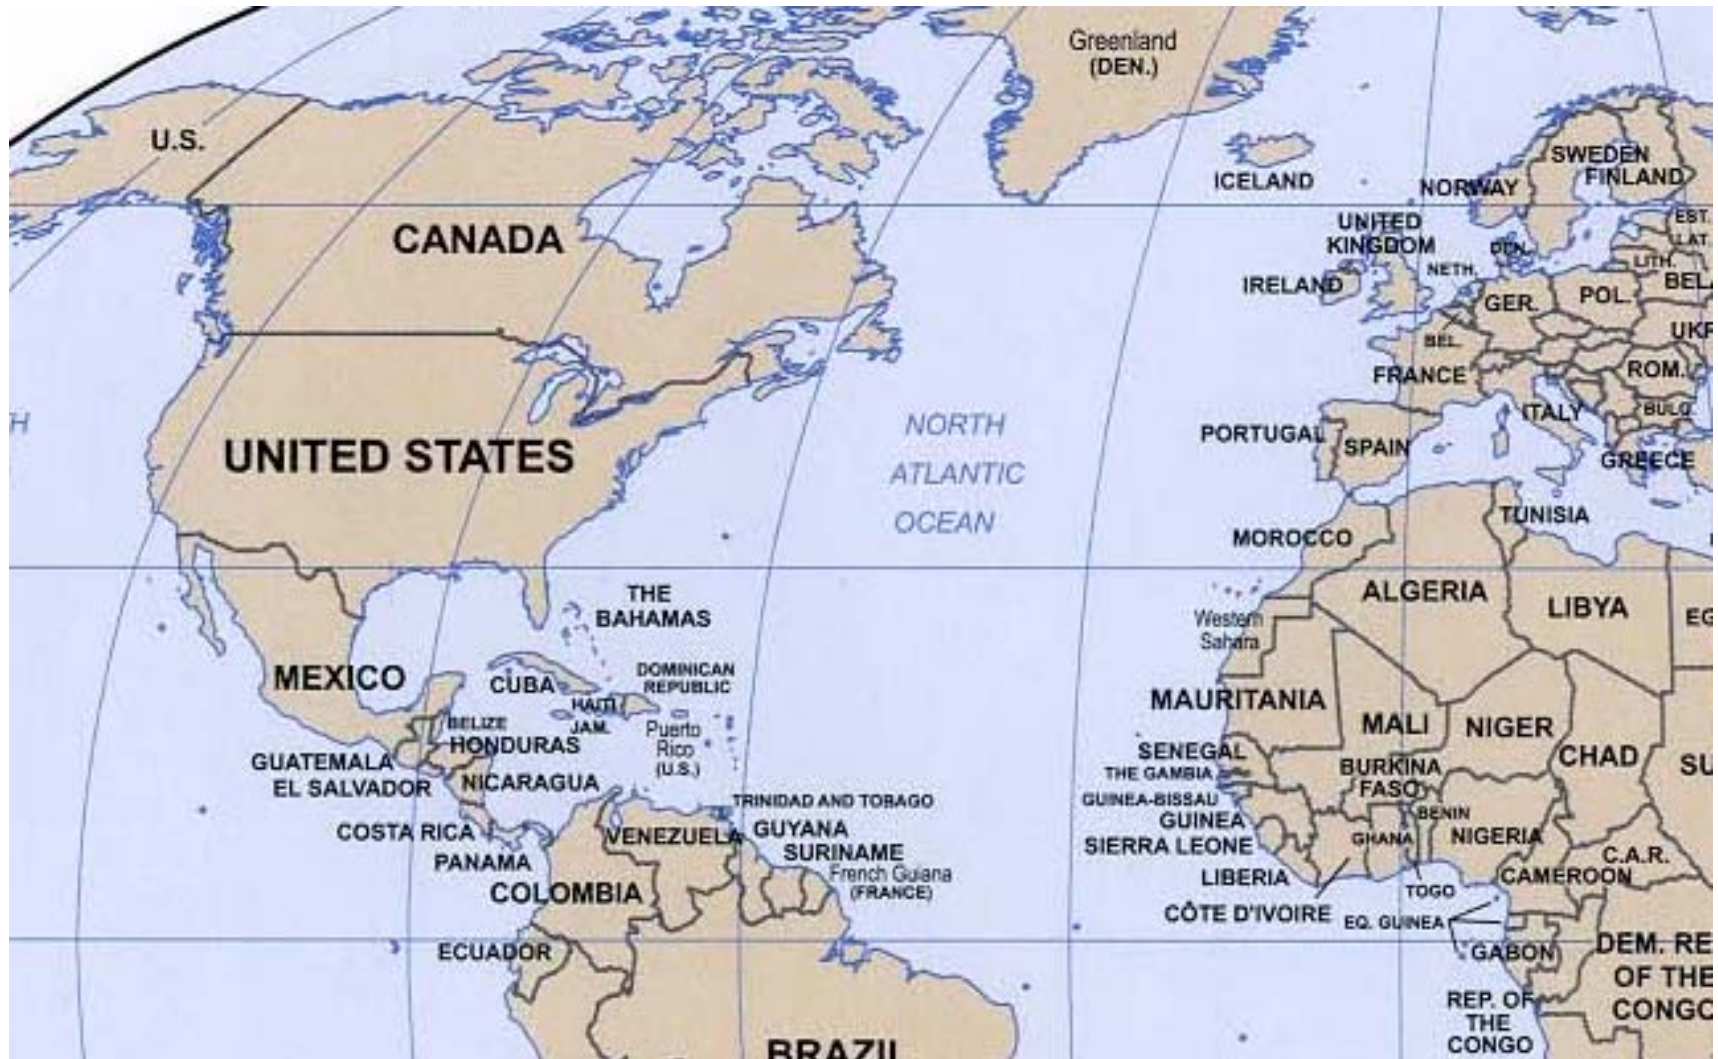 Greenland
(DEN.)
U.S.
SWEDEN
FINLAND
ICELAND
NORWAY
EST.
UNITED
KINGDOM
CANADA
LAT.
DEN.
LITH.
NETH.
BEL.
IRELAND
POL.
GER.
UKR
BEL.
FRANCE
ROM.
ITALY
BULG.
NORTH
ATLANTIC
OCEAN
PORTUGAL
SPAIN
GREECE
UNITED STATES
TUNISIA
MOROCCO
ALGERIA
LIBYA
EG
THE
BAHAMAS
Western
Sahara
MEXICO
CUBA
DOMINICAN
REPUBLIC
HAITI
JAM.
Puerto
Rico
(U.S.)
MAURITANIA
MALI
NIGER
CHAD
SU
BELIZE
HONDURAS
GUATEMALA
EL SALVADOR
NICARAGUA
SENEGAL
THE GAMBIA
BURKINA
FASO
GUINEA-BISSAU
GUINEA
BENIN
TRINIDAD AND TOBAGO
COSTA RICA
VENEZUELA
GUYANA
SURINAME
French Guiana
(FRANCE)
PANAMA
COLOMBIA
SIERRA LEONE
GHANA
NIGERIA
C.A.R.
LIBERIA
TOGO
CAMEROON
CÔTE D'IVOIRE
EQ. GUINEA
ECUADOR
GABON
DEM. RE
OF THE
CONGO
REP. OF
THE
CONGO
BRAZIL
H